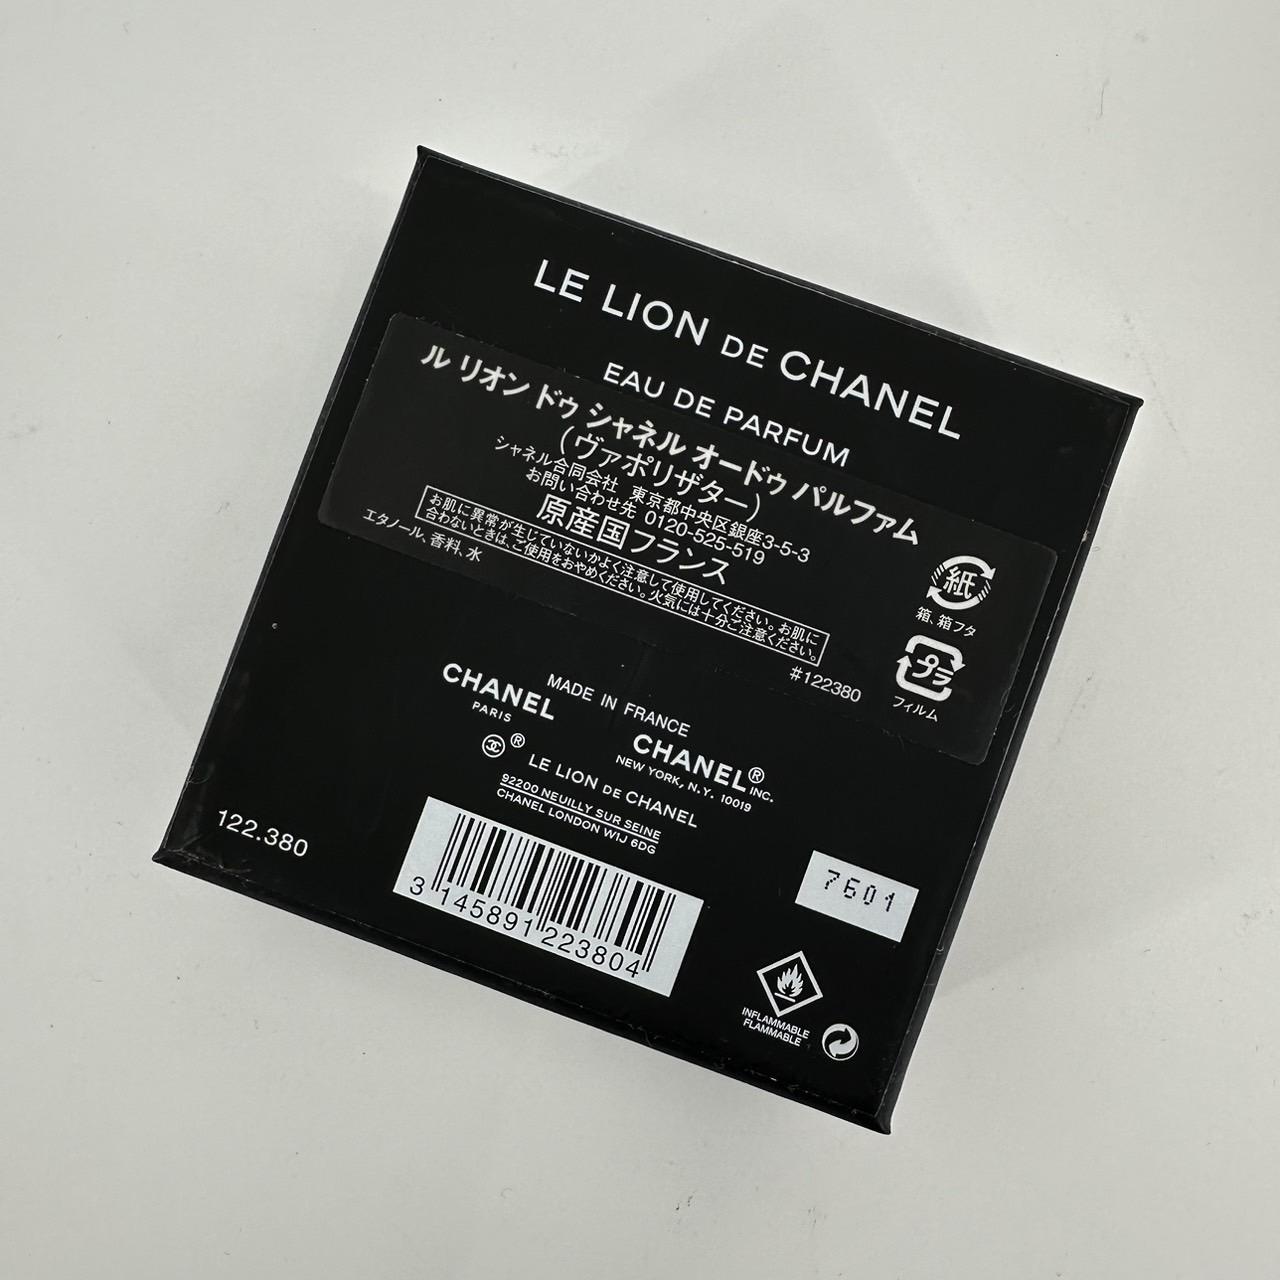 LE LION DE CHANEL
EAU DE PARFUM
ル リオン ドゥ シャネル オードゥ パルファム
(ヴァポリザター)
シャネル合同会社 東京都中央区銀座3-5-3
お問い合わせ先 0120-525-519
原産国フランス
お肌に異常が生じていないかよく注意して使用してください。お肌に
合わないときは、ご使用をおやめください。火気には十分ご注意ください。
エタノール、香料、水
#122380
紙
箱、箱フタ
プラ
フィルム
MADE IN FRANCE
CHANEL
PARIS
CHANEL® INC.
NEW YORK, N.Y. 10019
®
LE LION DE CHANEL
92200 NEUILLY SUR SEINE
CHANEL LONDON W1J 6DG
122.380
3 145891 223804
7601
INFLAMMABLE
FLAMMABLE